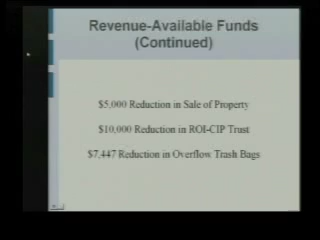 Revenue-Available Funds
(Continued)
$5,000 Reduction in Sale of Property
$10,000 Reduction in ROI-CIP Trust
$7,447 Reduction in Overflow Trash Bags